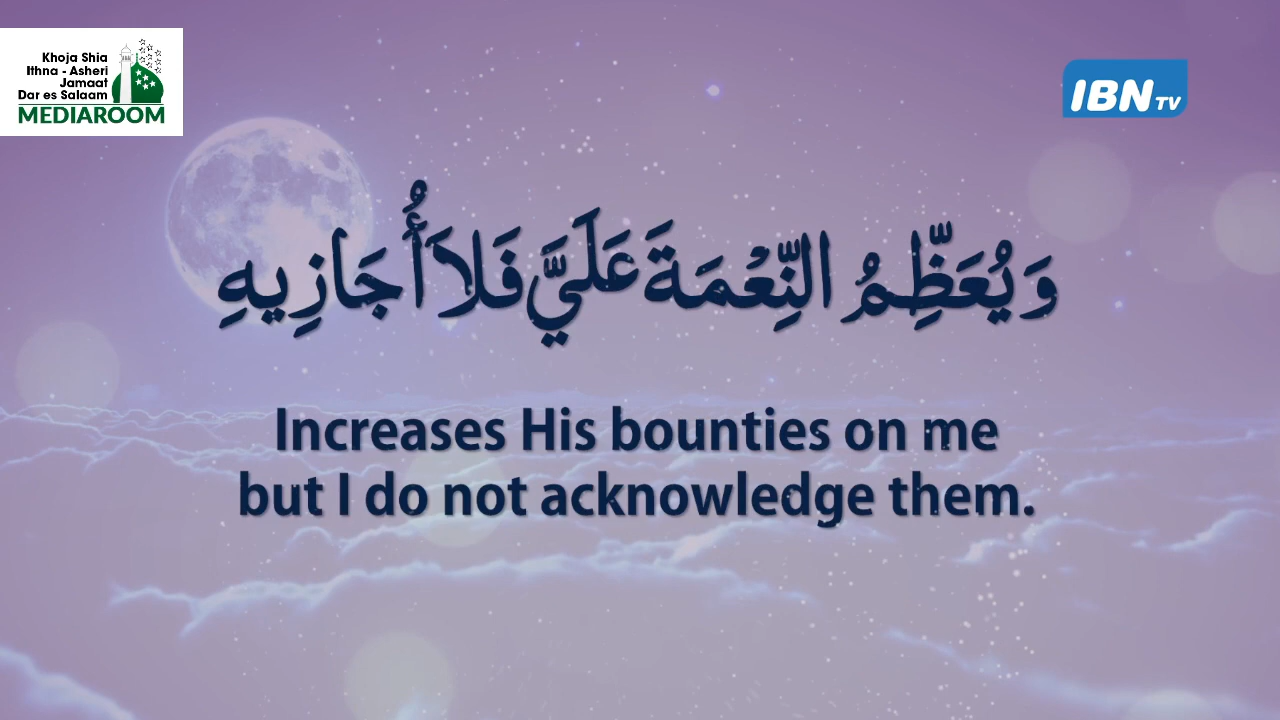 Khoja Shia
Ithna - Asheri
Jamaat
Dar es Salaam
MEDIAROOM
IBN TV
وَيُعَظِّمُ النِّعْمَةَ عَلَيَّ فَلاَ أُجَازِيهِ
Increases His bounties on me
but I do not acknowledge them.